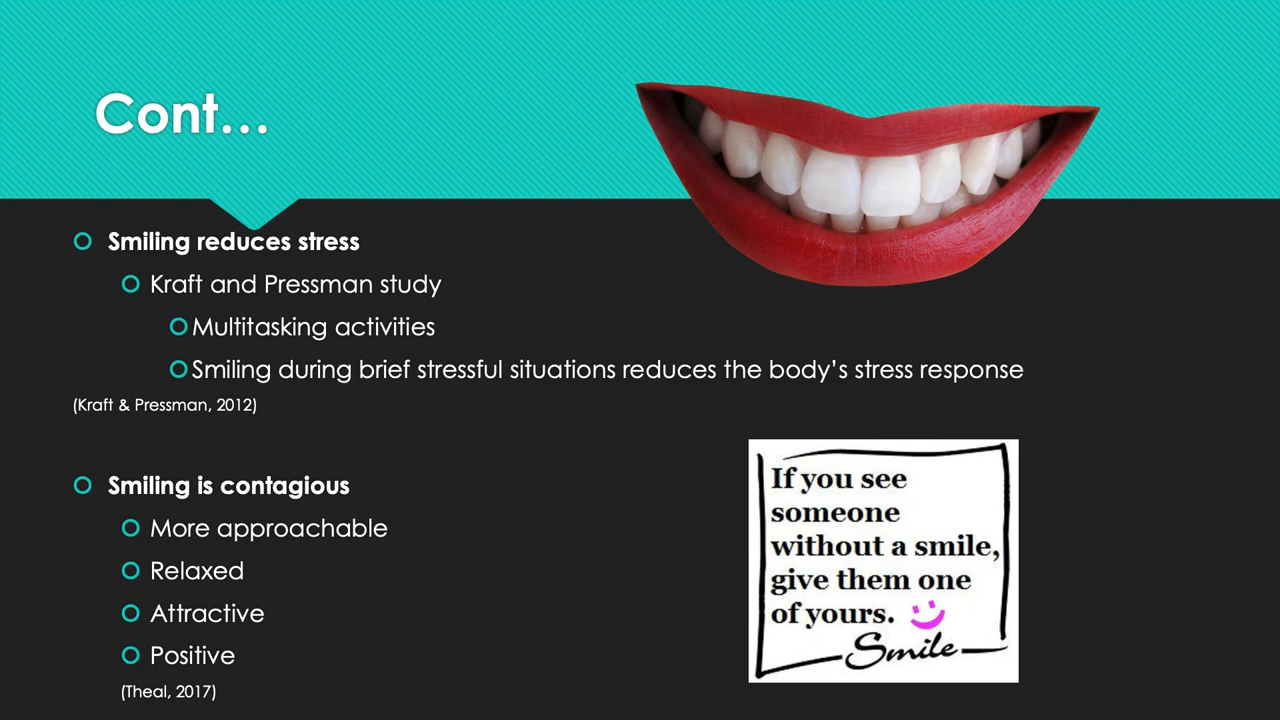 Cont…
Smiling reduces stress
Kraft and Pressman study
Multitasking activities
Smiling during brief stressful situations reduces the body’s stress response
(Kraft & Pressman, 2012)
Smiling is contagious
More approachable
Relaxed
Attractive
Positive
(Theal, 2017)
If you see
someone
without a smile,
give them one
of yours.
Smile